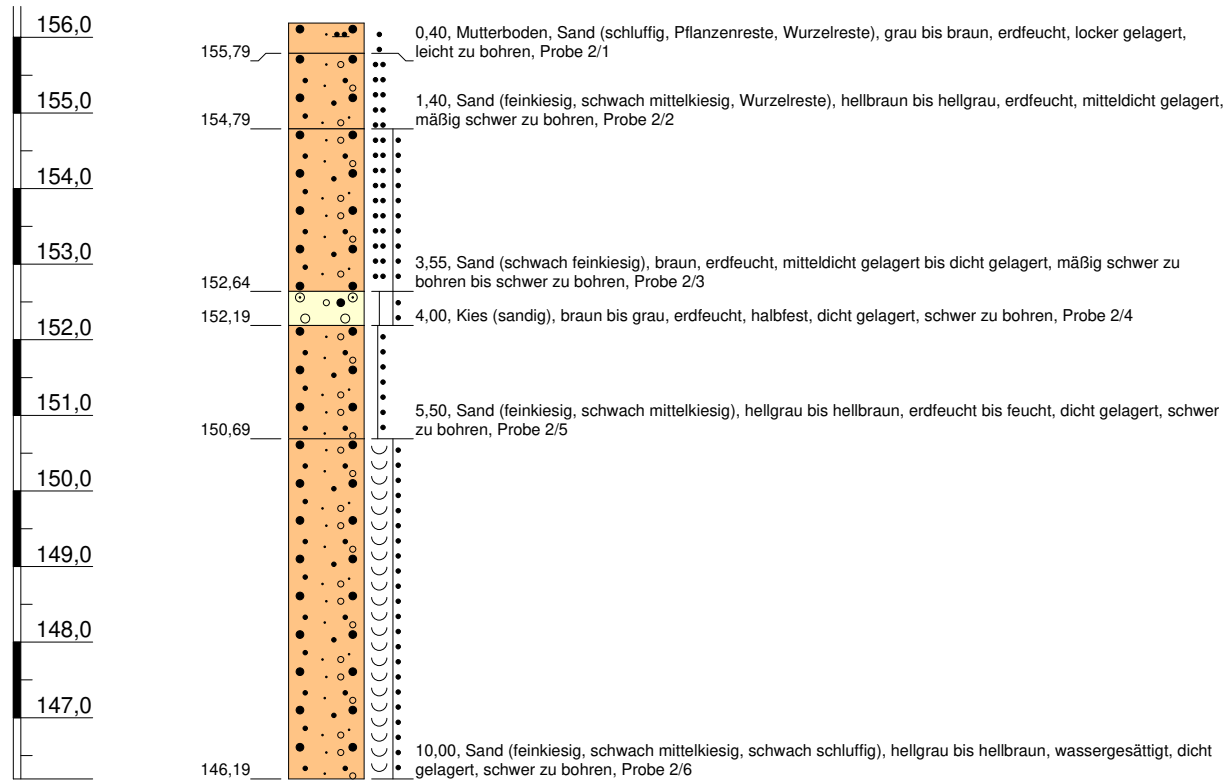 156,0
0,40, Mutterboden, Sand (schluffig, Pflanzenreste, Wurzelreste), grau bis braun, erdfeucht, locker gelagert,
155,79
leicht zu bohren, Probe 2/1
155,0
1,40, Sand (feinkiesig, schwach mittelkiesig, Wurzelreste), hellbraun bis hellgrau, erdfeucht, mitteldicht gelagert,
154,79
mäßig schwer zu bohren, Probe 2/2
154,0
153,0
3,55, Sand (schwach feinkiesig), braun, erdfeucht, mitteldicht gelagert bis dicht gelagert, mäßig schwer zu
152,64
bohren bis schwer zu bohren, Probe 2/3
152,19
4,00, Kies (sandig), braun bis grau, erdfeucht, halbfest, dicht gelagert, schwer zu bohren, Probe 2/4
152,0
151,0
5,50, Sand (feinkiesig, schwach mittelkiesig), hellgrau bis hellbraun, erdfeucht bis feucht, dicht gelagert, schwer
150,69
zu bohren, Probe 2/5
150,0
149,0
148,0
147,0
10,00, Sand (feinkiesig, schwach mittelkiesig, schwach schluffig), hellgrau bis hellbraun, wassergesättigt, dicht
146,19
gelagert, schwer zu bohren, Probe 2/6